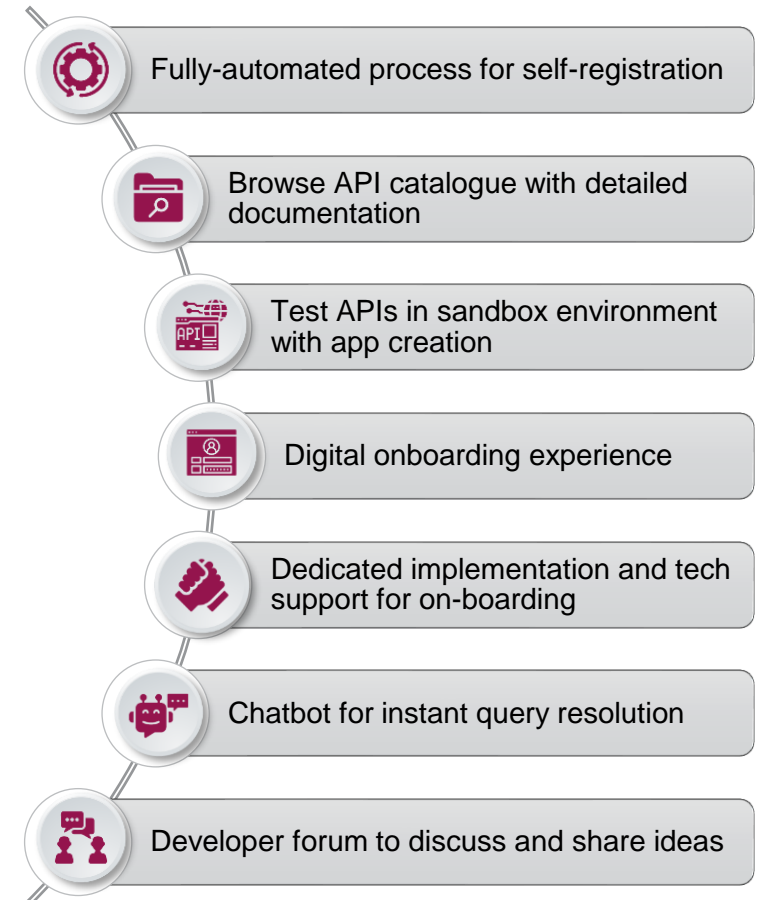 Fully-automated process for self-registration
Browse API catalogue with detailed
documentation
API
Test APIs in sandbox environment
with app creation
Digital onboarding experience
Dedicated implementation and tech
support for on-boarding
Chatbot for instant query resolution
Developer forum to discuss and share ideas